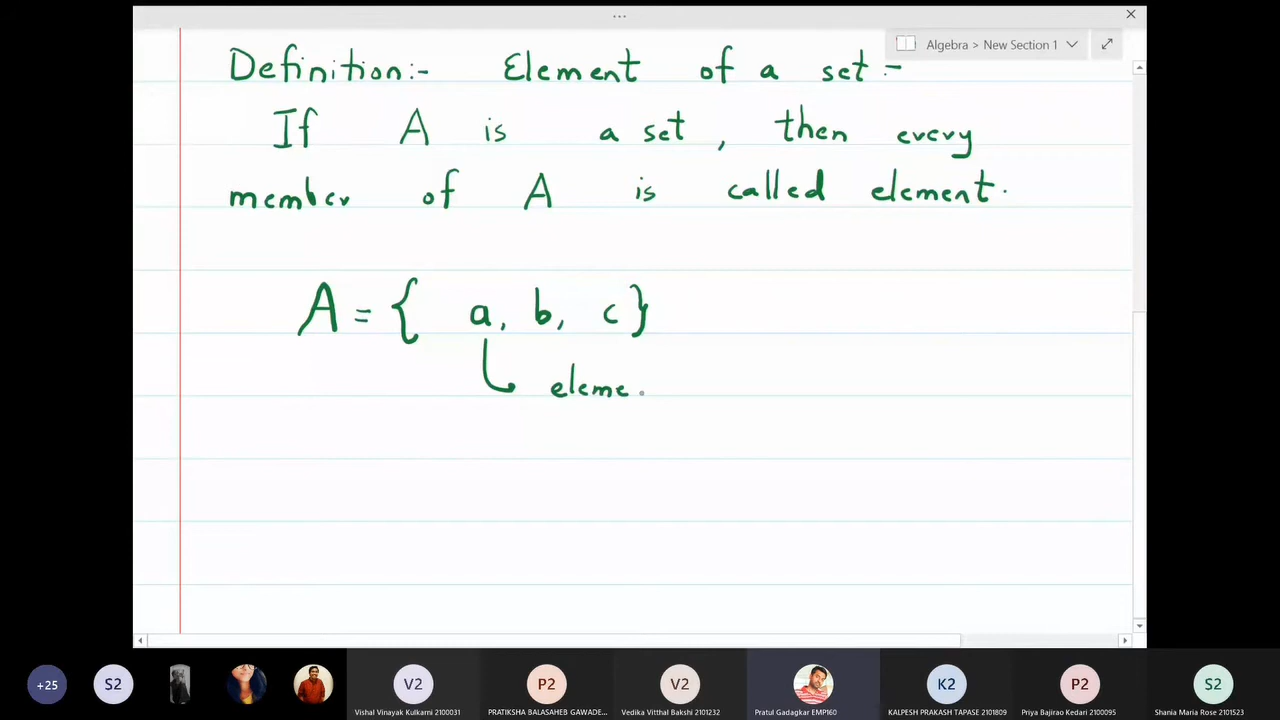 Algebra > New Section 1
Definition:- Element of a set:-
If A is a set, then every
member of A is called element.
A = { a, b, c}
eleme
+25
S2
V2
P2
V2
K2
P2
S2
Vishal Vinayak Kulkarni 2100031
PRATIKSHA BALASAHEB GAWADE...
Vedika Vitthal Bakshi 2101232
Pratul Gadagkar EMP160
KALPESH PRAKASH TAPASE 2101809
Priya Bajirao Kedari 2100095
Shania Maria Rose 2101523